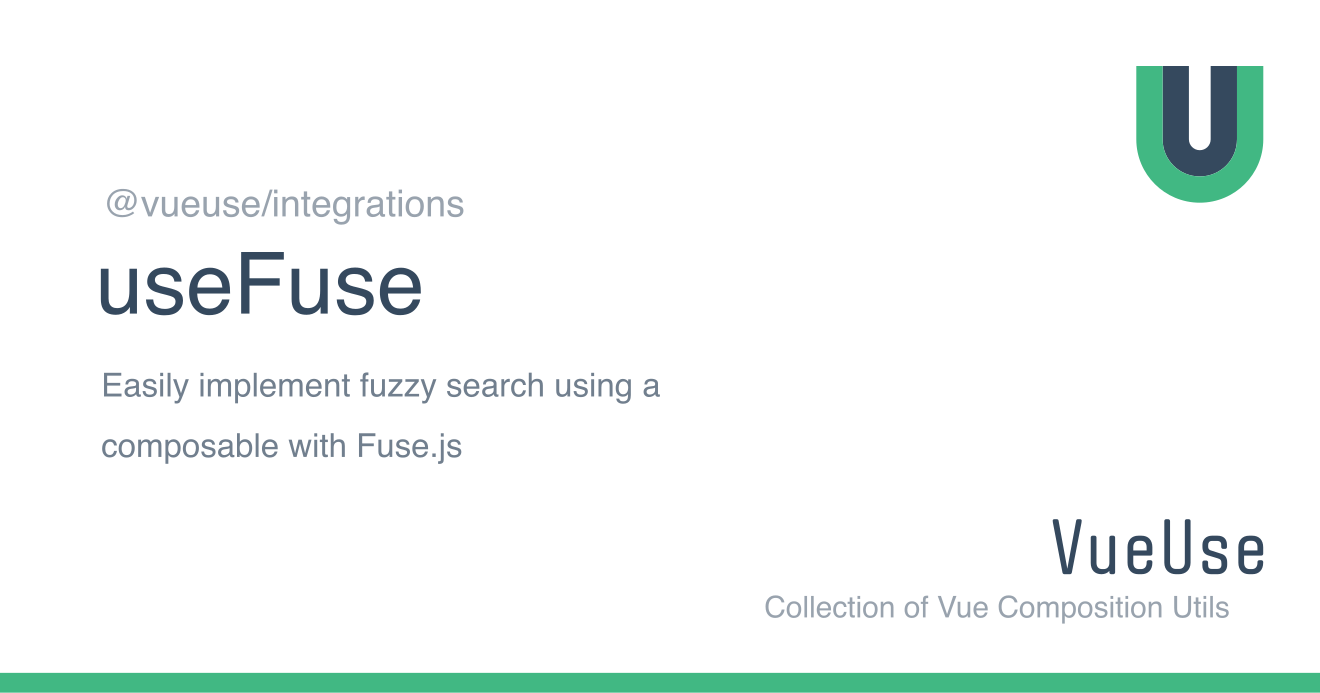 @vueuse/integrations
useFuse
Easily implement fuzzy search using a
composable with Fuse.js
VueUse
Collection of Vue Composition Utils